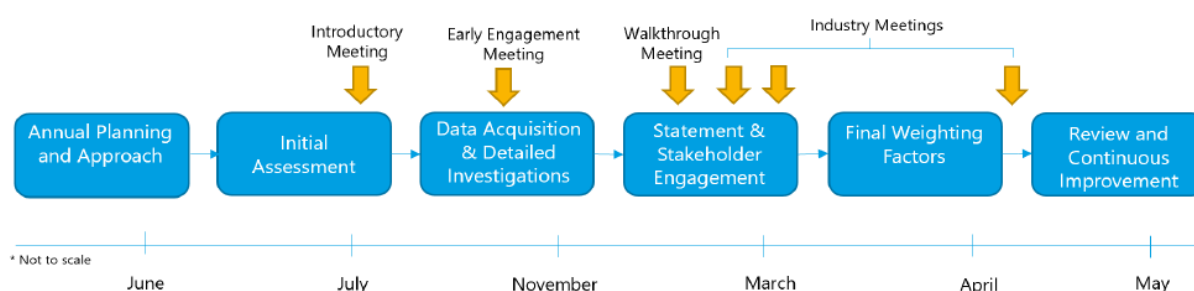 Introductory
Meeting
Early Engagement
Meeting
Walkthrough
Meeting
Industry Meetings
Annual Planning
and Approach
Initial
Assessment
Data Acquisition
& Detailed
Investigations
Statement &
Stakeholder
Engagement
Final Weighting
Factors
Review and
Continuous
Improvement
* Not to scale
June
July
November
March
April
May